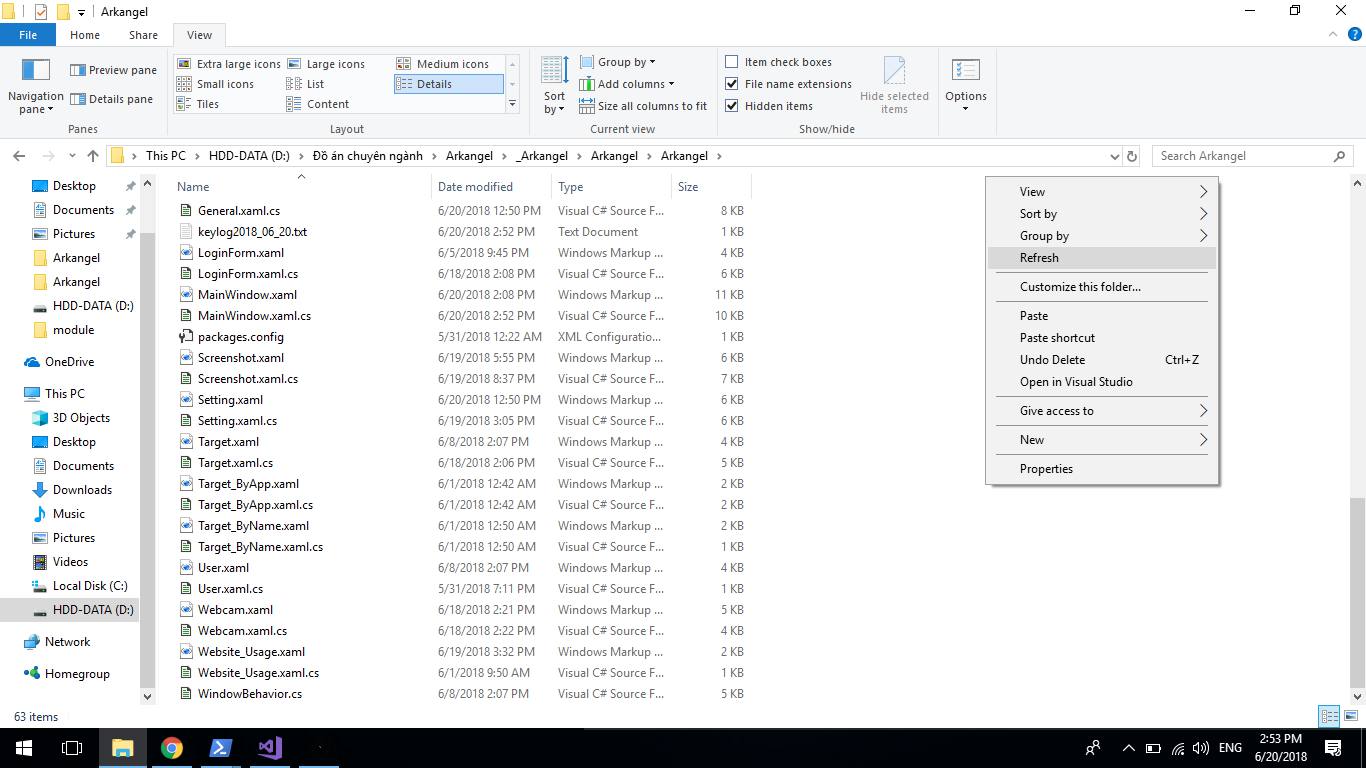 Arkangel
File Home Share View
Navigation pane
Preview pane
Details pane
Panes
Extra large icons Large icons Medium icons
Small icons List Details
Tiles Content
Layout
Sort by
Group by
Add columns
Size all columns to fit
Current view
Item check boxes
File name extensions
Hidden items
Hide selected items
Show/hide
Options
This PC HDD-DATA (D:) Đồ án chuyên ngành Arkangel _Arkangel Arkangel Arkangel
Search Arkangel
Desktop
Documents
Pictures
Arkangel
Arkangel
HDD-DATA (D:)
module
OneDrive
This PC
3D Objects
Desktop
Documents
Downloads
Music
Pictures
Videos
Local Disk (C:)
HDD-DATA (D:)
Network
Homegroup
Name Date modified Type Size
General.xaml.cs 6/20/2018 12:50 PM Visual C# Source F... 8 KB
keylog2018_06_20.txt 6/20/2018 2:52 PM Text Document 1 KB
LoginForm.xaml 6/5/2018 9:45 PM Windows Markup ... 4 KB
LoginForm.xaml.cs 6/18/2018 2:08 PM Visual C# Source F... 6 KB
MainWindow.xaml 6/20/2018 2:08 PM Windows Markup ... 11 KB
MainWindow.xaml.cs 6/20/2018 2:52 PM Visual C# Source F... 10 KB
packages.config 5/31/2018 12:22 AM XML Configuratio... 1 KB
Screenshot.xaml 6/19/2018 5:55 PM Windows Markup ... 6 KB
Screenshot.xaml.cs 6/19/2018 8:37 PM Visual C# Source F... 7 KB
Setting.xaml 6/20/2018 12:50 PM Windows Markup ... 6 KB
Setting.xaml.cs 6/19/2018 3:05 PM Visual C# Source F... 6 KB
Target.xaml 6/8/2018 2:07 PM Windows Markup ... 4 KB
Target.xaml.cs 6/18/2018 2:06 PM Visual C# Source F... 5 KB
Target_ByApp.xaml 6/1/2018 12:42 AM Windows Markup ... 2 KB
Target_ByApp.xaml.cs 6/1/2018 12:42 AM Visual C# Source F... 2 KB
Target_ByName.xaml 6/1/2018 12:50 AM Windows Markup ... 2 KB
Target_ByName.xaml.cs 6/1/2018 12:50 AM Visual C# Source F... 1 KB
User.xaml 6/8/2018 2:07 PM Windows Markup ... 4 KB
User.xaml.cs 5/31/2018 7:11 PM Visual C# Source F... 1 KB
Webcam.xaml 6/18/2018 2:21 PM Windows Markup ... 5 KB
Webcam.xaml.cs 6/18/2018 2:22 PM Visual C# Source F... 4 KB
Website_Usage.xaml 6/19/2018 3:32 PM Windows Markup ... 2 KB
Website_Usage.xaml.cs 6/1/2018 9:50 AM Visual C# Source F... 1 KB
WindowBehavior.cs 6/8/2018 2:07 PM Visual C# Source F... 5 KB
View
Sort by
Group by
Refresh
Customize this folder...
Paste
Paste shortcut
Undo Delete Ctrl+Z
Open in Visual Studio
Give access to
New
Properties
63 items
ENG
2:53 PM
6/20/2018